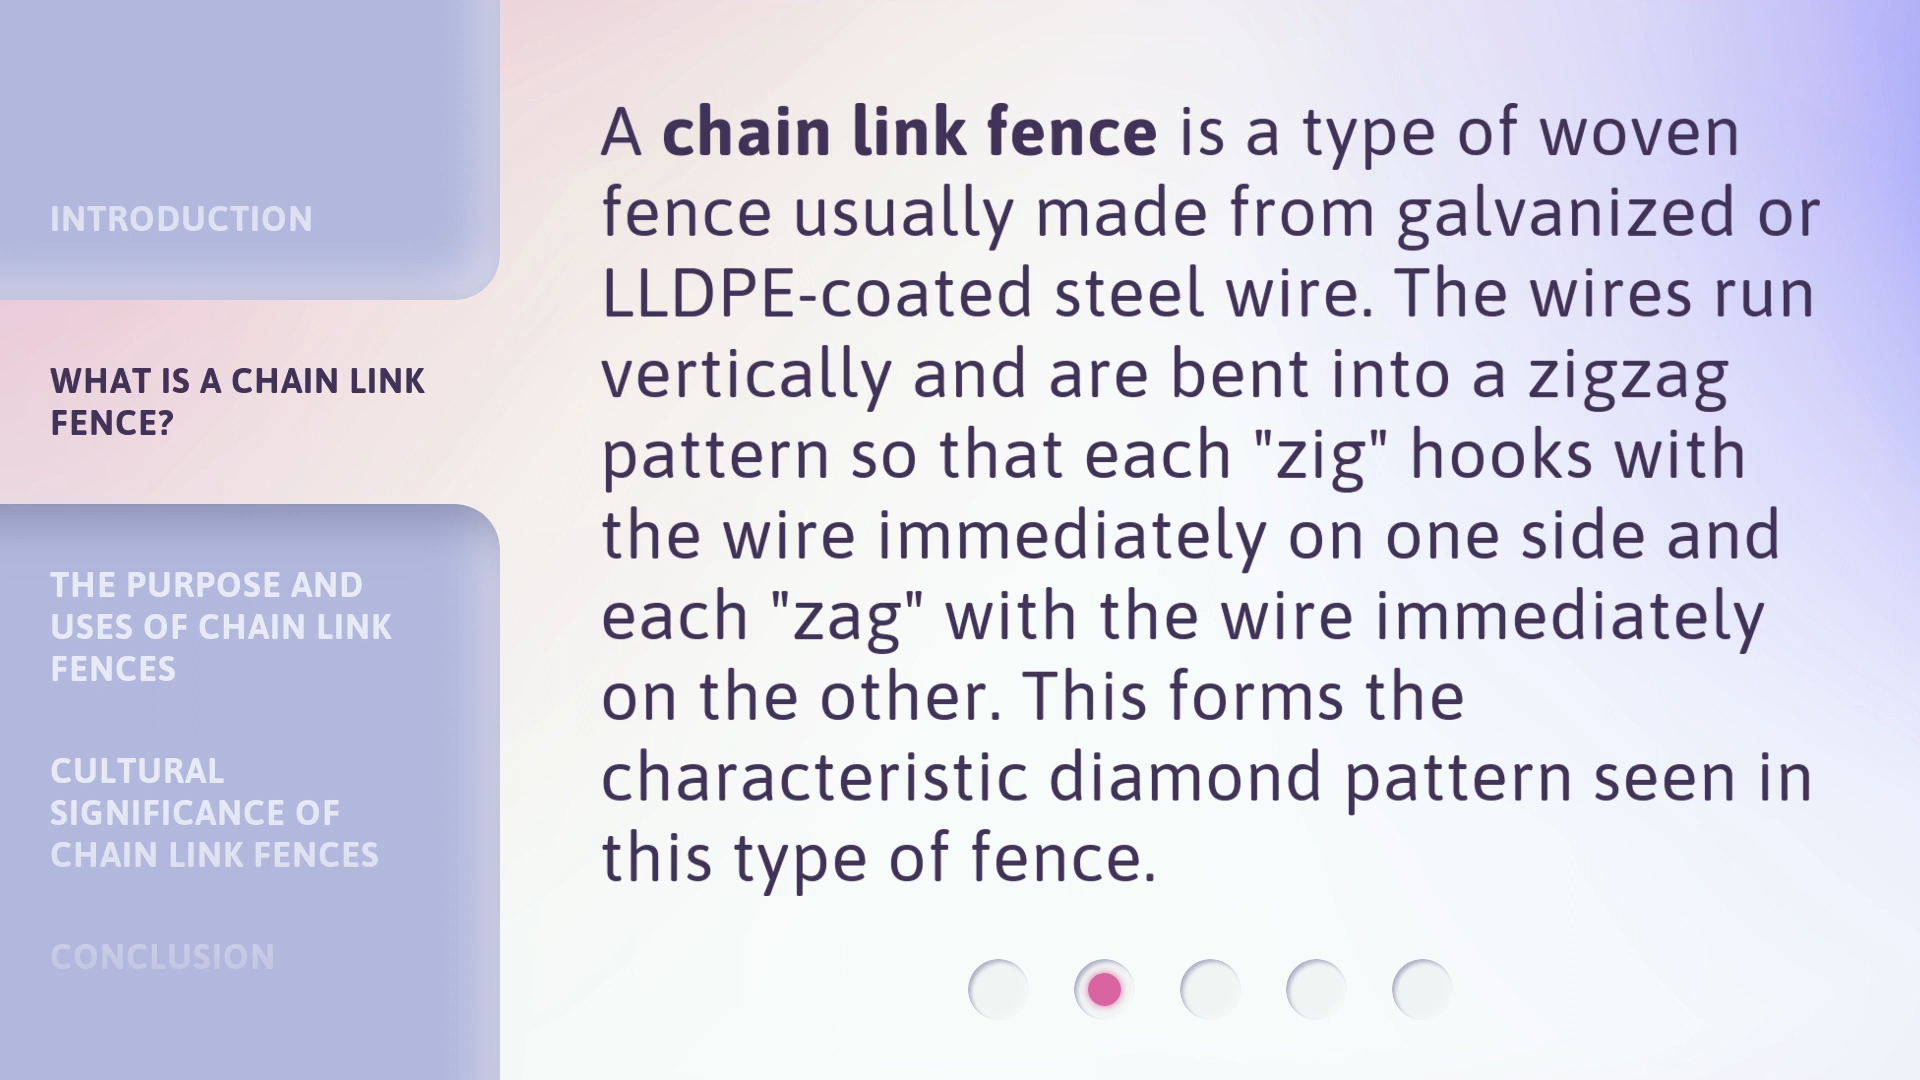 INTRODUCTION
WHAT IS A CHAIN LINK
FENCE?
THE PURPOSE AND
USES OF CHAIN LINK
FENCES
CULTURAL
SIGNIFICANCE OF
CHAIN LINK FENCES
CONCLUSION
A chain link fence is a type of woven
fence usually made from galvanized or
LLDPE-coated steel wire. The wires run
vertically and are bent into a zigzag
pattern so that each "zig" hooks with
the wire immediately on one side and
each "zag" with the wire immediately
on the other. This forms the
characteristic diamond pattern seen in
this type of fence.